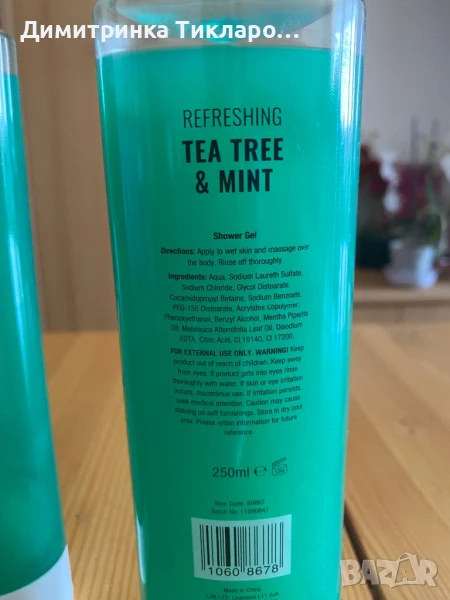 Димитринка Тикларо...
REFRESHING
TEA TREE
& MINT
Shower Gel
Directions: Apply to wet skin and massage over
the body. Rinse off thoroughly.
Ingredients: Aqua, Sodium Laureth Sulfate,
Sodium Chloride, Glycol Distearate,
Cocamidopropyl Betaine, Sodium Benzoate,
PEG-150 Distearate, Acrylates Copolymer,
Phenoxyethanol, Benzyl Alcohol, Mentha Piperita
Oil, Melaleuca Alternifolia Leaf Oil, Disodium
EDTA, Citric Acid, CI 19140, CI 17200.
FOR EXTERNAL USE ONLY. WARNING! Keep
product out of reach of children. Keep away
from eyes. If product gets into eyes rinse
thoroughly with water. If skin or eye irritation
occurs, discontinue use. If irritation persists,
seek medical attention. Caution may cause
staining on soft furnishings. Store in dry cool
area. Please retain information for future
reference.
250ml e
Item Code:
Batch No:
1060 8678
Made in China.
bazar